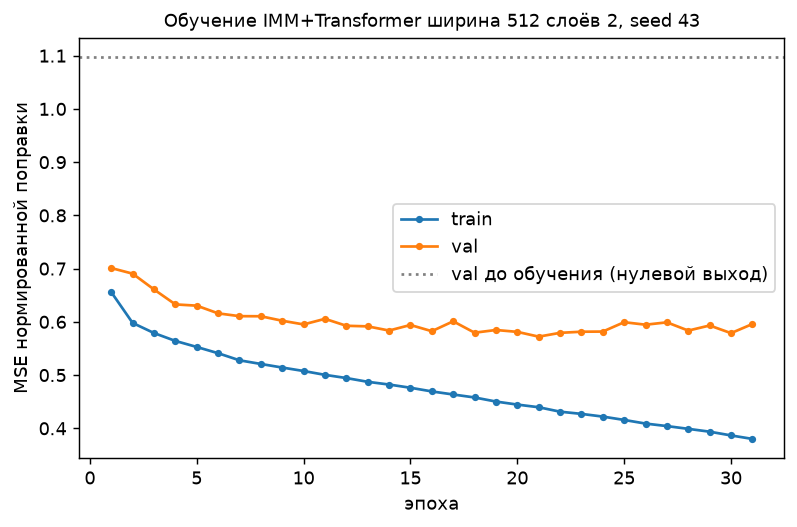 Обучение IMM+Transformer ширина 512 слоёв 2, seed 43
MSE нормированной поправки
1.1
1.0
0.9
0.8
0.7
0.6
0.5
0.4
train
val
val до обучения (нулевой выход)
0 5 10 15 20 25 30
эпоха